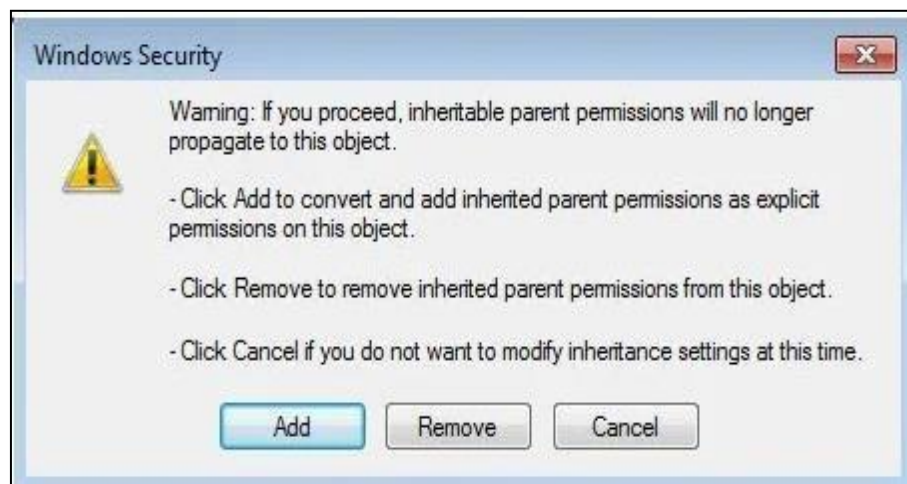 Windows Security
Warning: If you proceed, inheritable parent permissions will no longer
propagate to this object.
- Click Add to convert and add inherited parent permissions as explicit
permissions on this object.
- Click Remove to remove inherited parent permissions from this object.
- Click Cancel if you do not want to modify inheritance settings at this time.
Add Remove Cancel